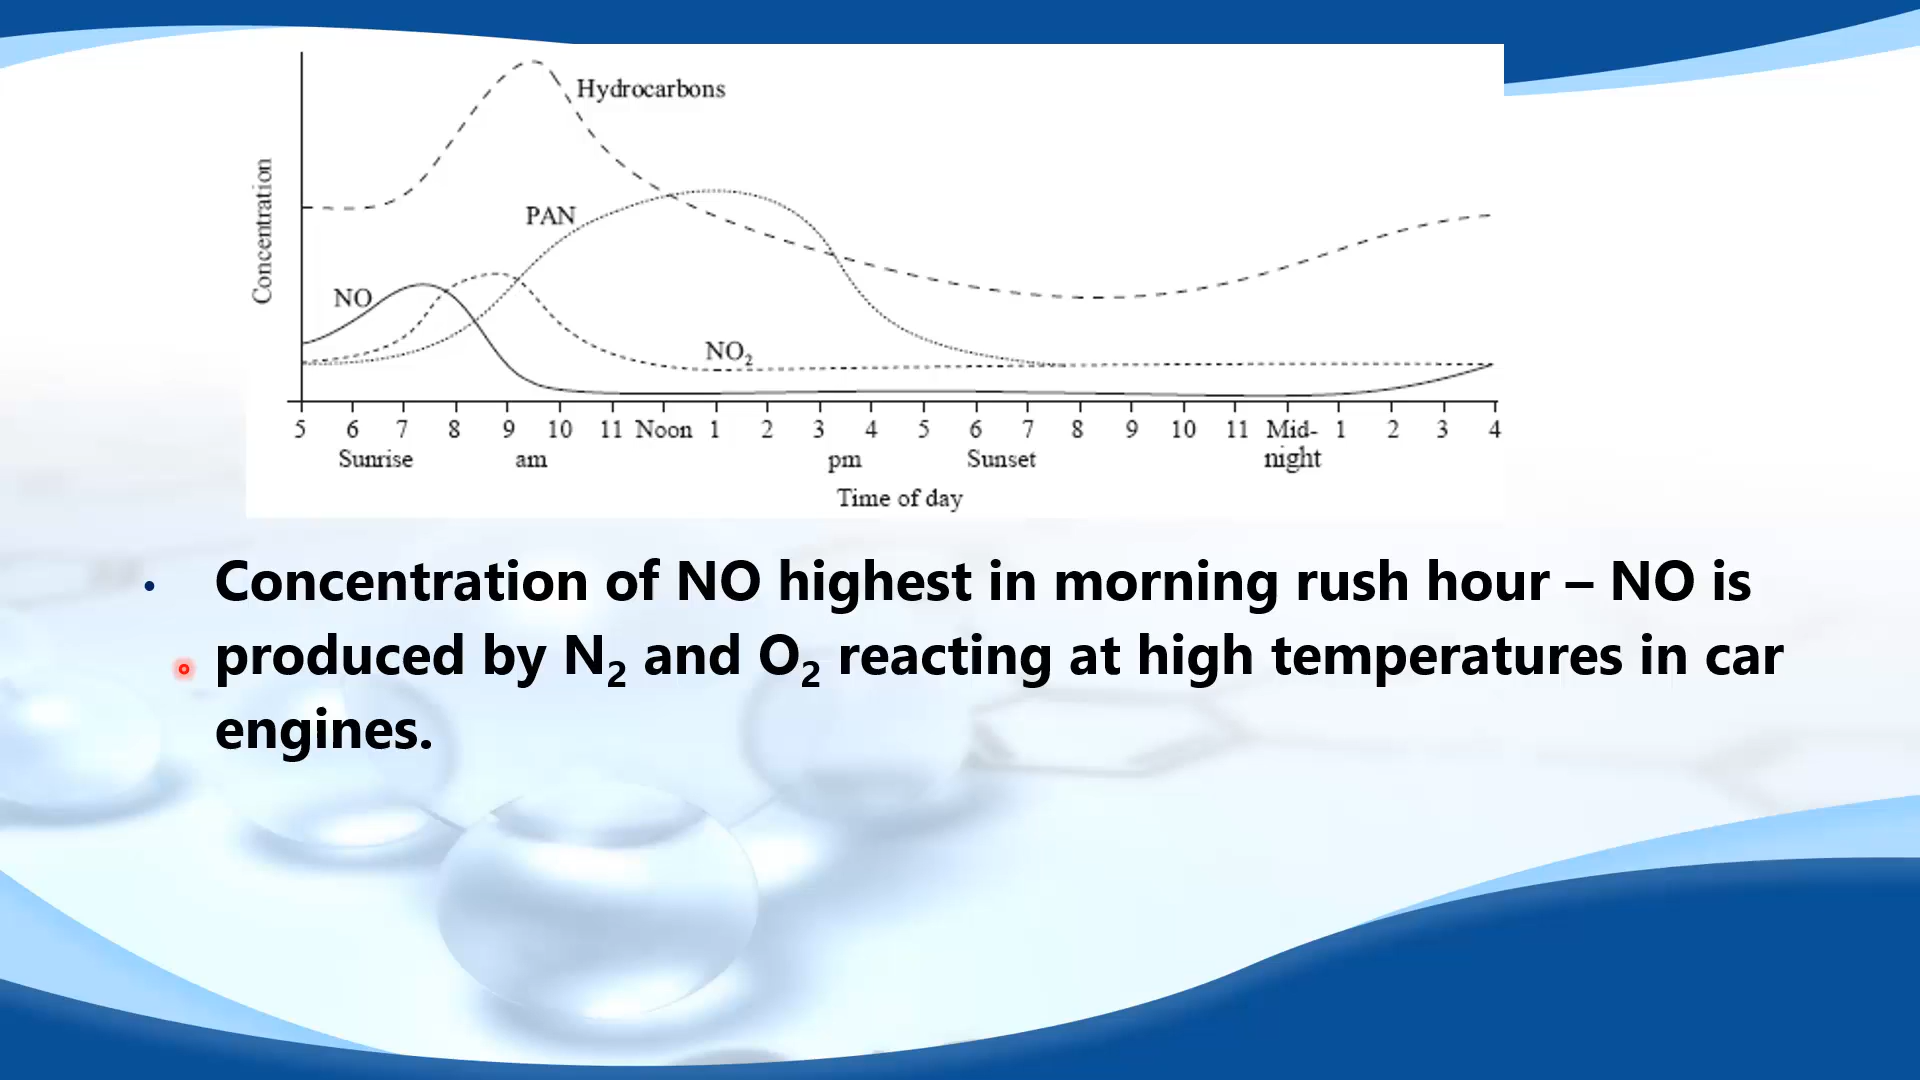 Hydrocarbons
Concentration
PAN
NO
NO₂
5 6 7 8 9 10 11 Noon 1 2 3 4 5 6 7 8 9 10 11 Mid- 1 2 3 4
Sunrise am pm Sunset night
Time of day
• Concentration of NO highest in morning rush hour – NO is
produced by N₂ and O₂ reacting at high temperatures in car
engines.